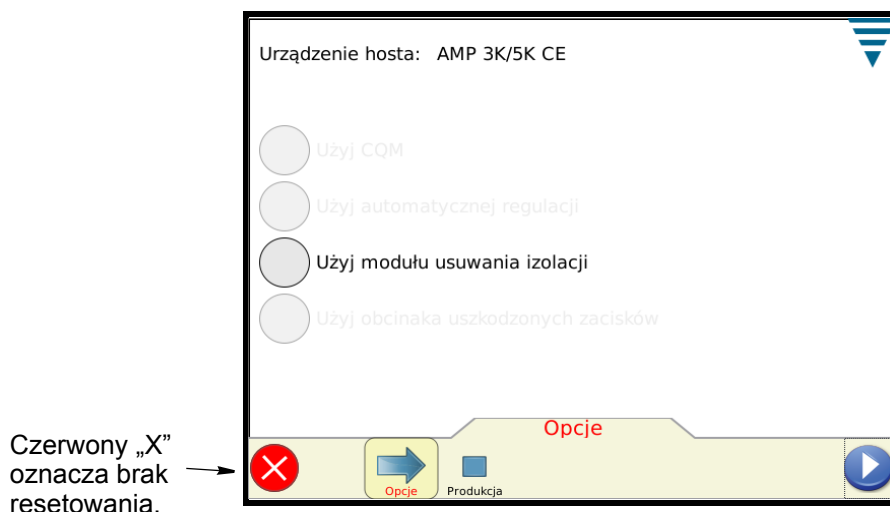 Urządzenie hosta: AMP 3K/5K CE
Użyj CQM
Użyj automatycznej regulacji
Użyj modułu usuwania izolacji
Użyj obcinaka uszkodzonych zacisków
Opcje
Opcje
Produkcja
Czerwony „X”
oznacza brak
resetowania.